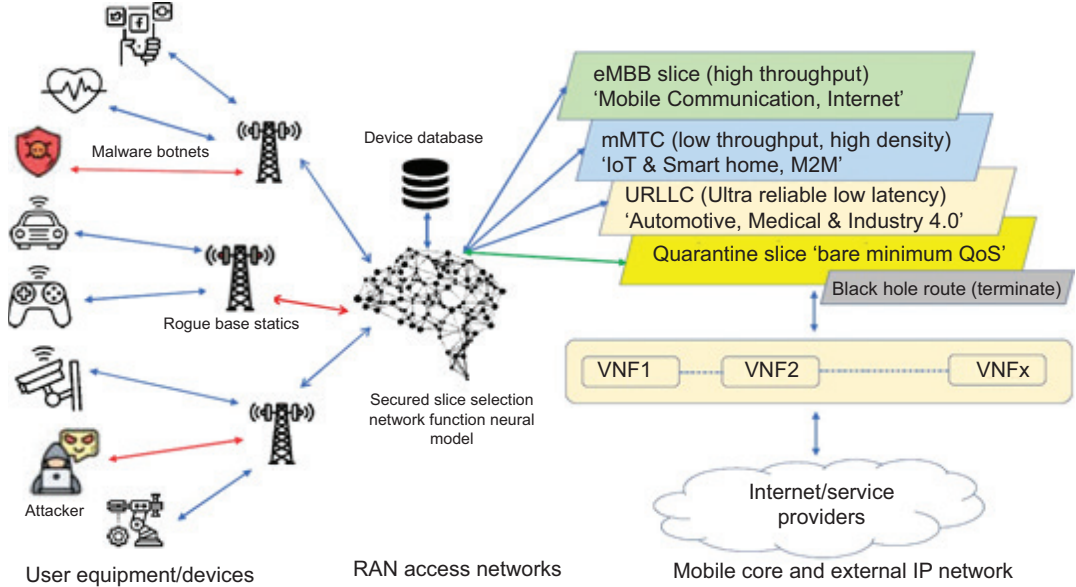 Malware botnets
Rogue base statics
Attacker
User equipment/devices
Device database
Secured slice selection
network function neural
model
RAN access networks
eMBB slice (high throughput)
‘Mobile Communication, Internet’
mMTC (low throughput, high density)
‘IoT & Smart home, M2M’
URLLC (Ultra reliable low latency)
‘Automotive, Medical & Industry 4.0’
Quarantine slice ‘bare minimum QoS’
Black hole route (terminate)
VNF1
VNF2
VNFx
Internet/service
providers
Mobile core and external IP network